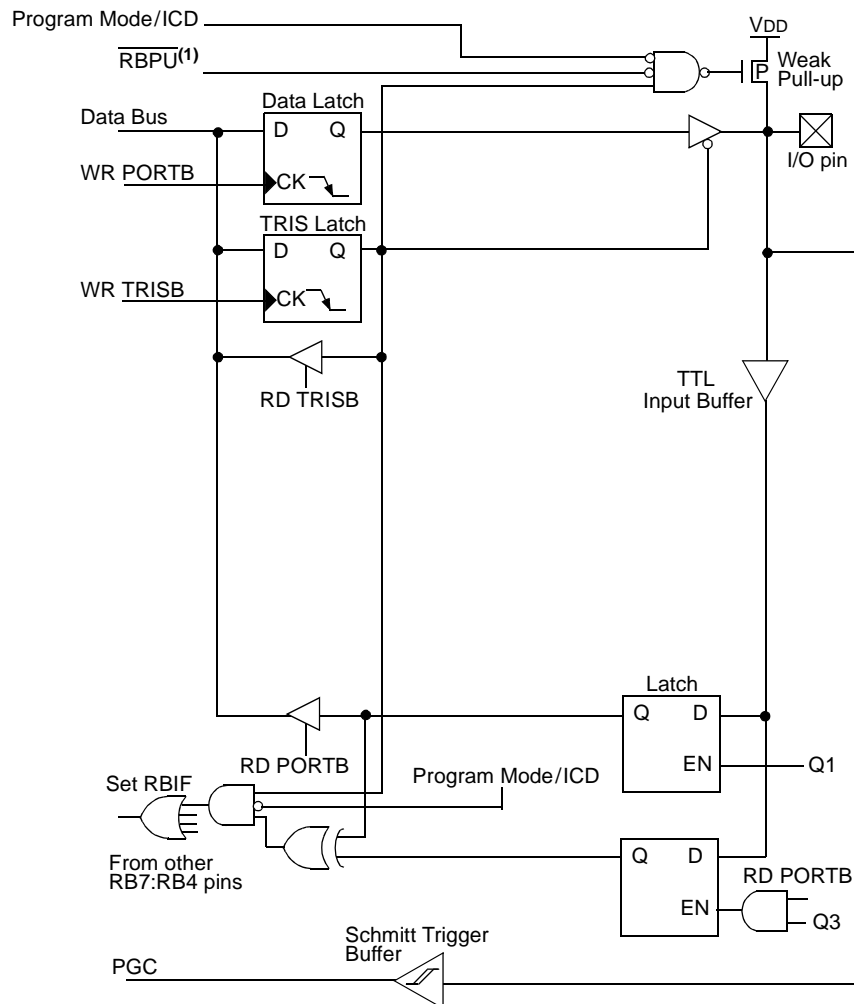 Program Mode/ICD
VDD
RBPU(1)
Weak
Pull-up
P
Data Latch
Data Bus
D
Q
I/O pin
WR PORTB
CK
TRIS Latch
D
Q
WR TRISB
CK
RD TRISB
TTL
Input Buffer
Latch
Q
D
RD PORTB
EN
Q1
Program Mode/ICD
Set RBIF
Q
D
From other
RB7:RB4 pins
RD PORTB
EN
Q3
Schmitt Trigger
Buffer
PGC